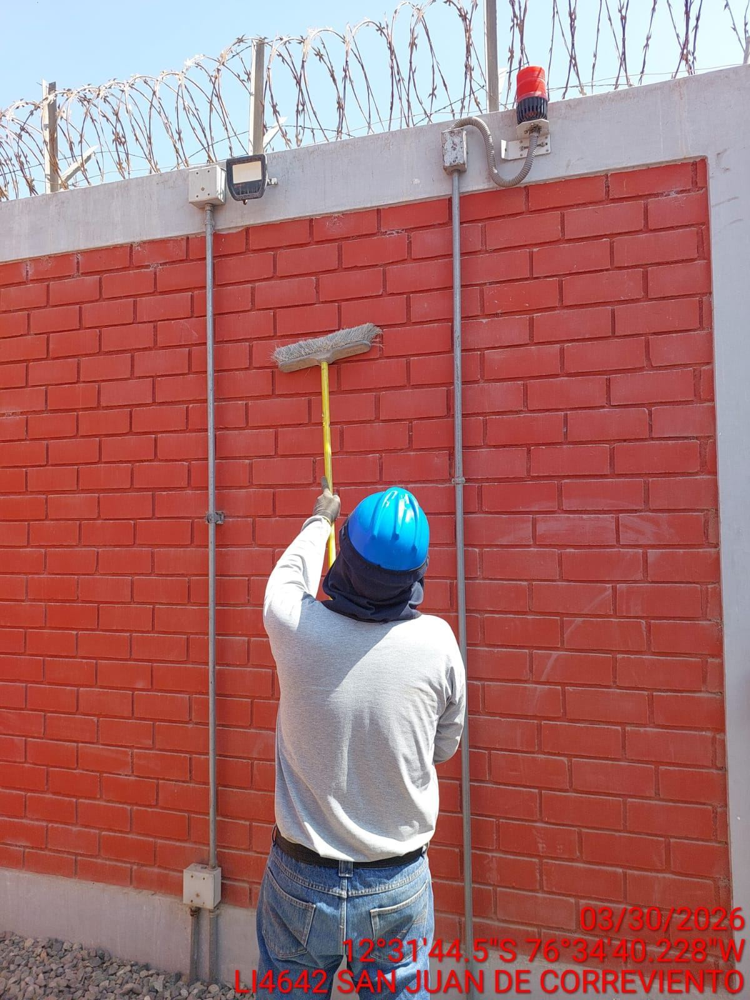 03/30/2026
12°31'44.5"S 76°34'40.228"W
LI4642 SAN JUAN DE CORREVIENTO